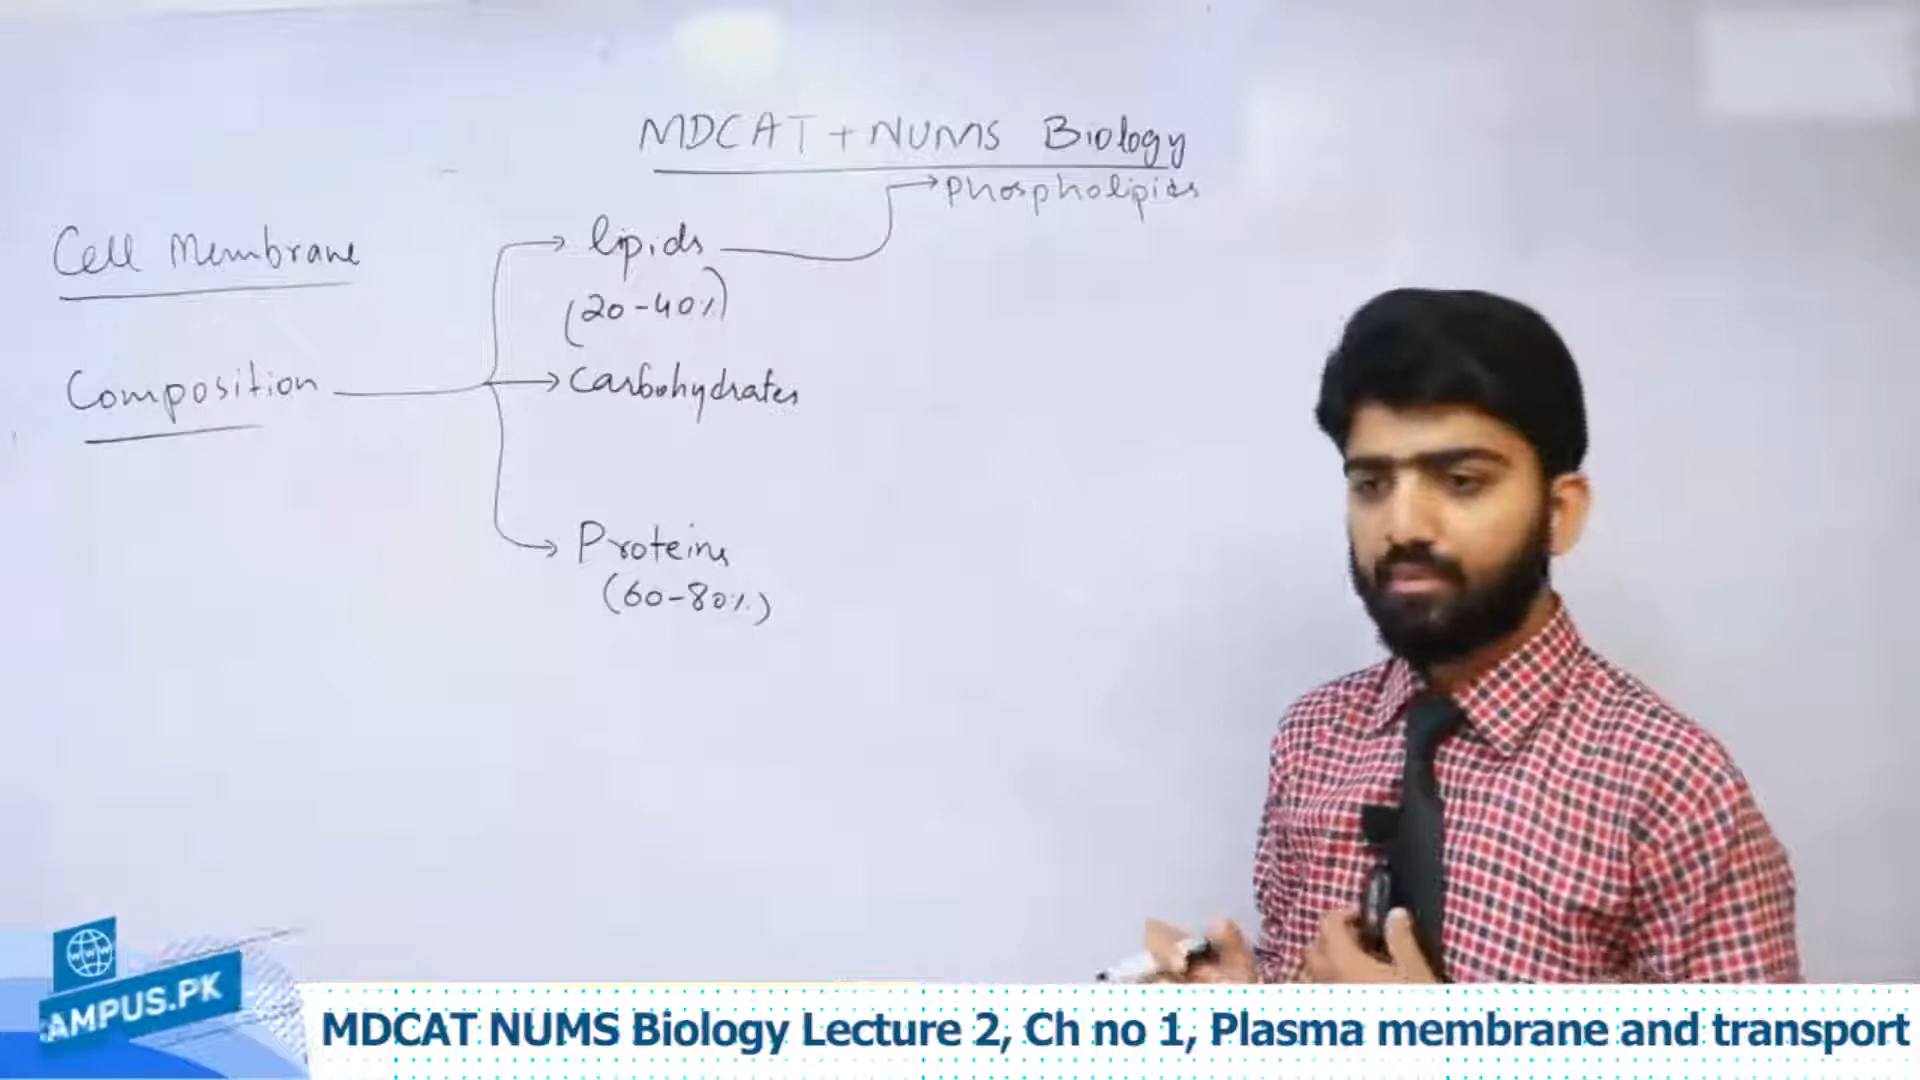 MDCAT + NUMS Biology
Phospholipids
Cell Membrane
lipids
(20-40%)
Composition
Carbohydrates
Proteins
(60-80%)
WWW
AMPUS.PK
MDCAT NUMS Biology Lecture 2, Ch no 1, Plasma membrane and transport